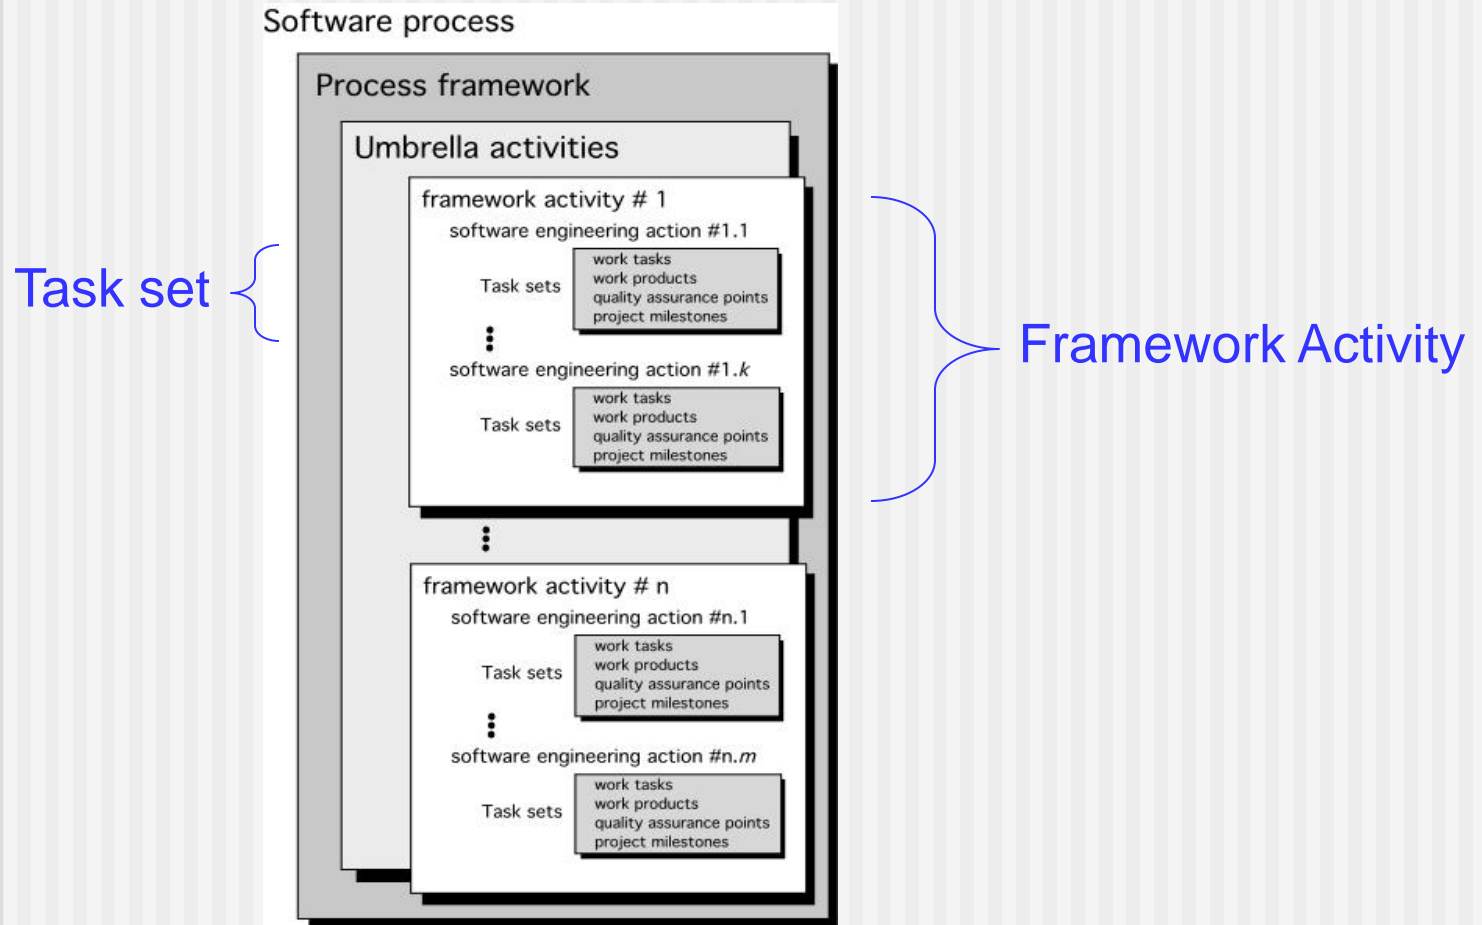 Software process
Process framework
Umbrella activities
framework activity # 1
software engineering action #1.1
Task sets
work tasks
work products
quality assurance points
project milestones
software engineering action #1.k
Task sets
work tasks
work products
quality assurance points
project milestones
framework activity # n
software engineering action #n.1
Task sets
work tasks
work products
quality assurance points
project milestones
software engineering action #n.m
Task sets
work tasks
work products
quality assurance points
project milestones
Task set
Framework Activity